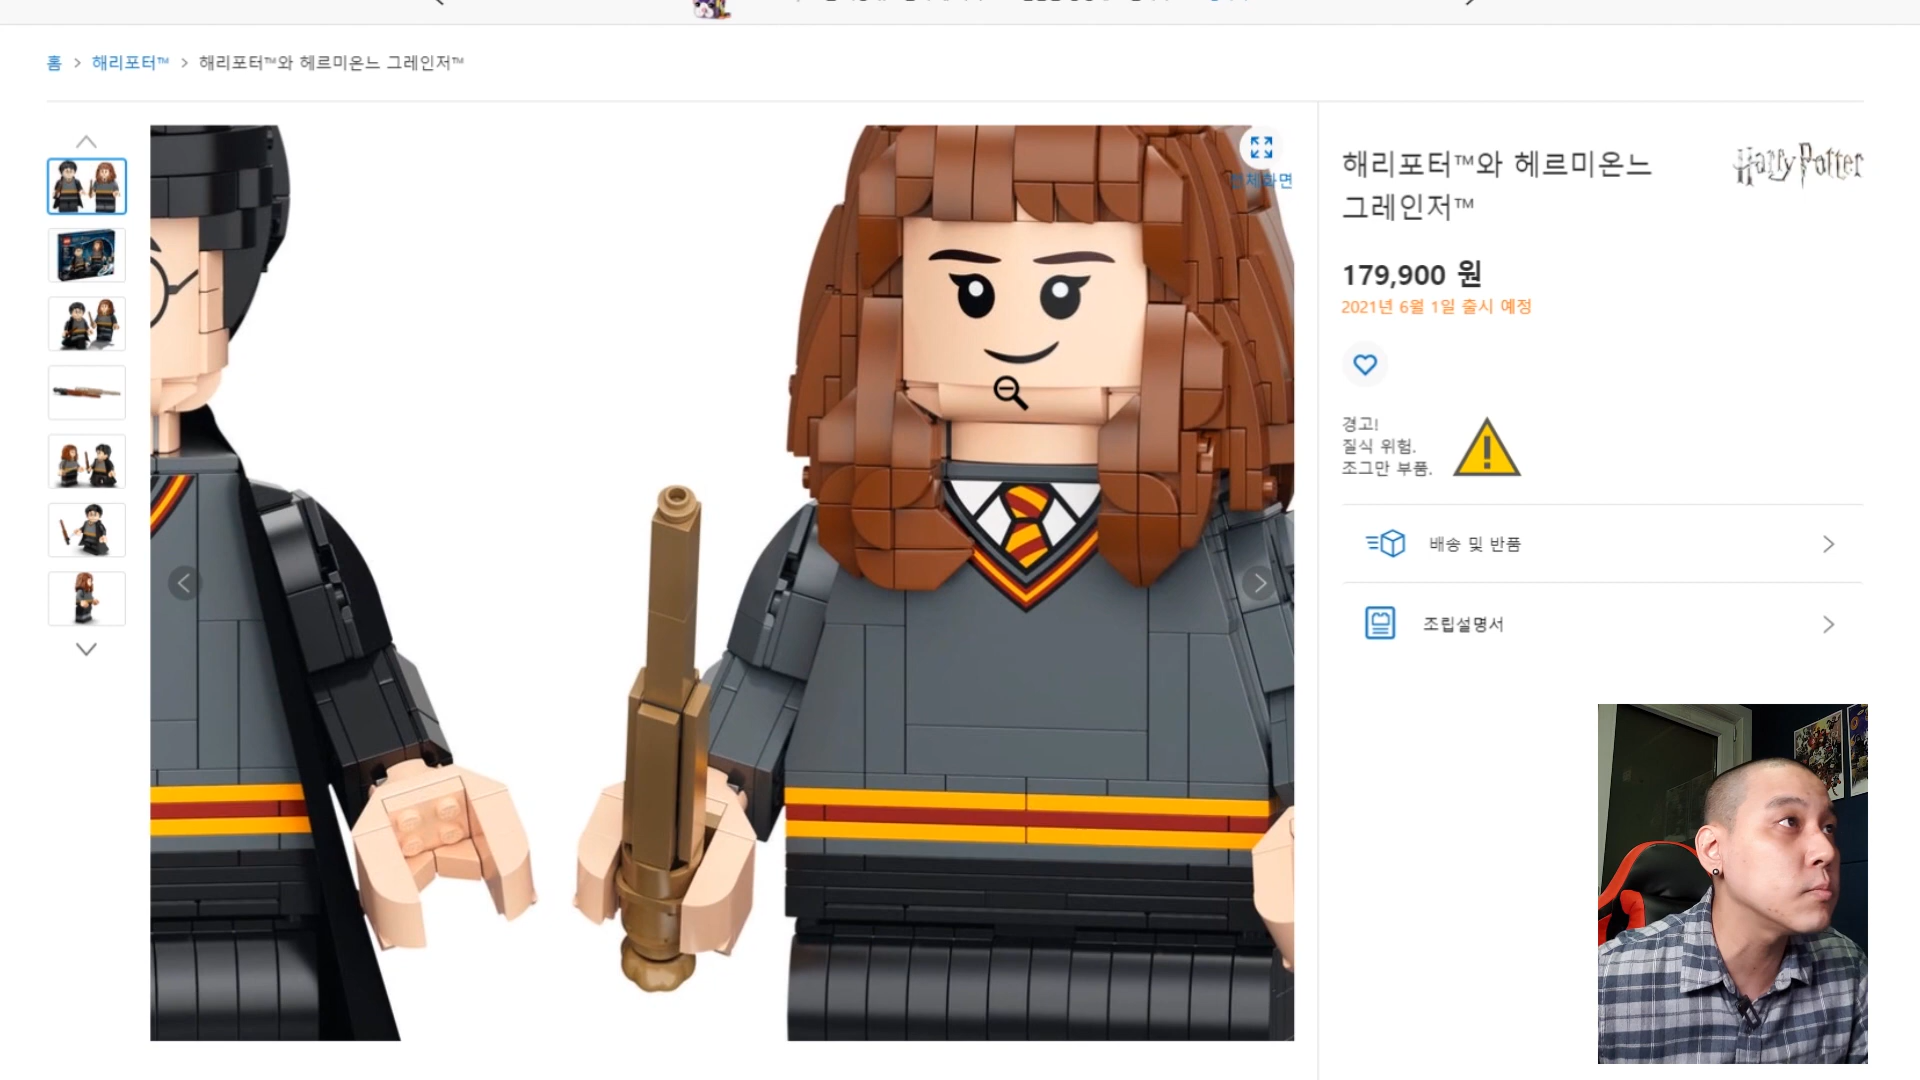 홈 > 해리포터™ > 해리포터™와 헤르미온느 그레인저™
전체화면
해리포터™와 헤르미온느
그레인저™
Harry Potter
179,900 원
2021년 6월 1일 출시 예정
경고!
질식 위험.
조그만 부품.
배송 및 반품
조립설명서